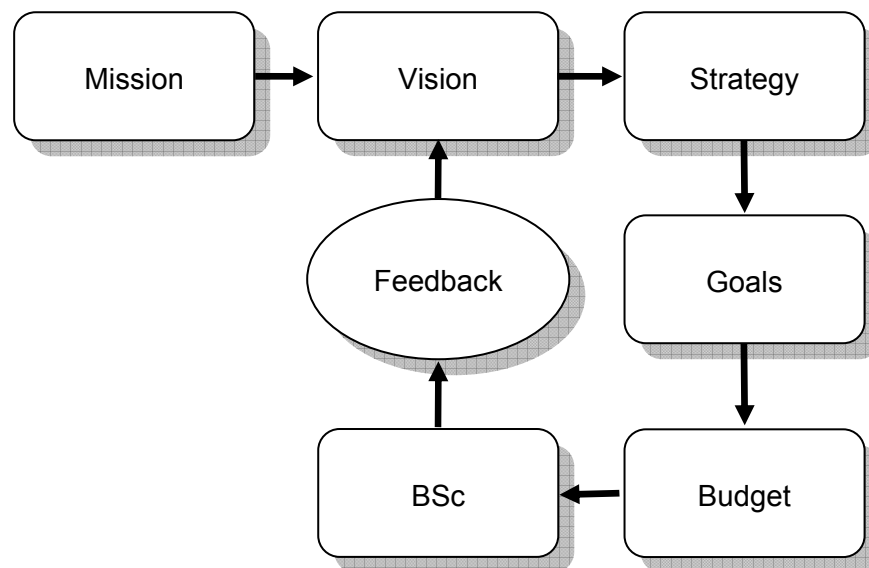 Mission
Vision
Strategy
Feedback
Goals
BSc
Budget